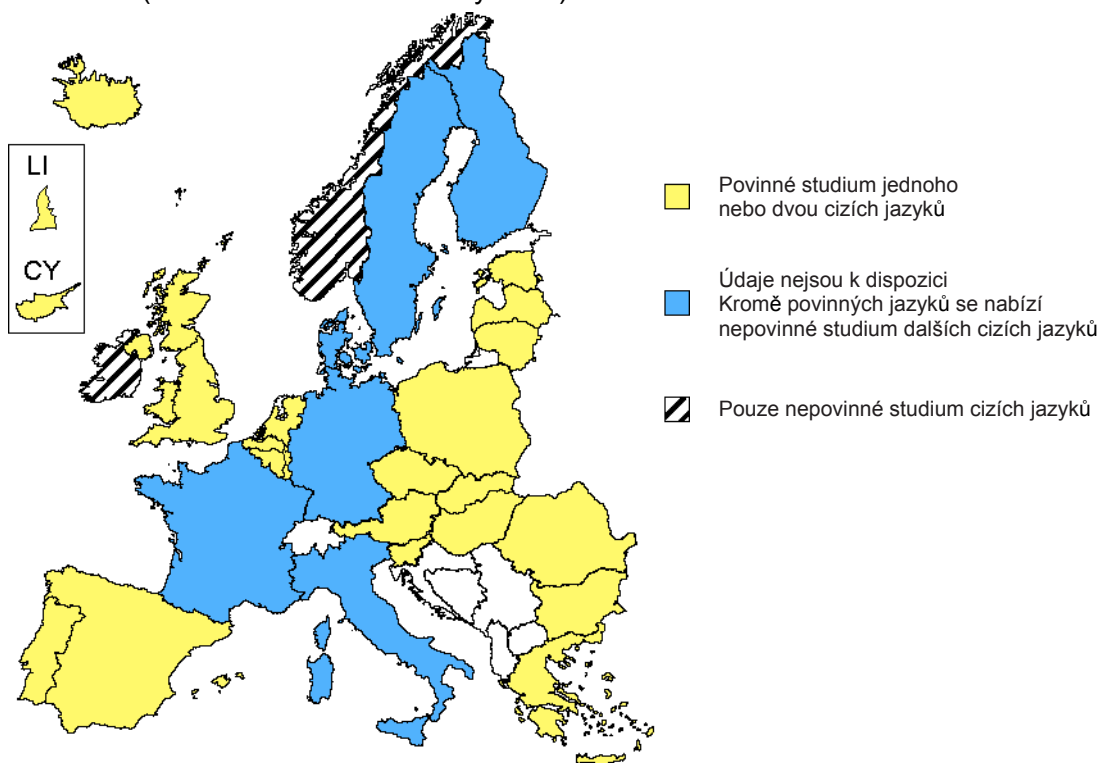 LI
CY
Povinné studium jednoho
nebo dvou cizích jazyků
Údaje nejsou k dispozici
Kromě povinných jazyků se nabízí
nepovinné studium dalších cizích jazyků
Pouze nepovinné studium cizích jazyků